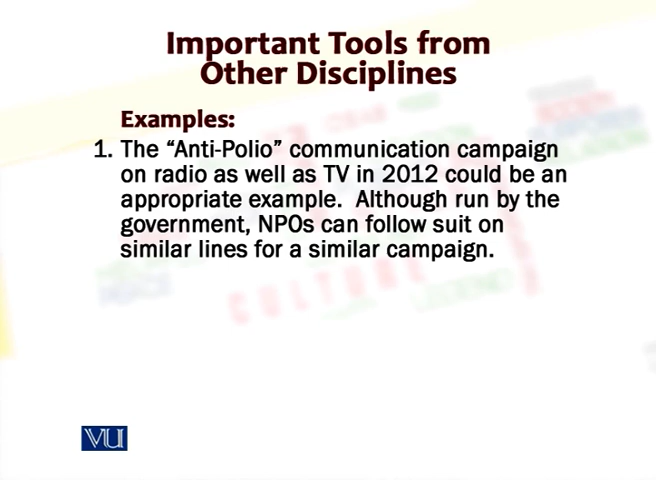 Important Tools from
Other Disciplines
Examples:
1. The “Anti-Polio” communication campaign
on radio as well as TV in 2012 could be an
appropriate example.  Although run by the
government, NPOs can follow suit on
similar lines for a similar campaign.
CULTURE
VU